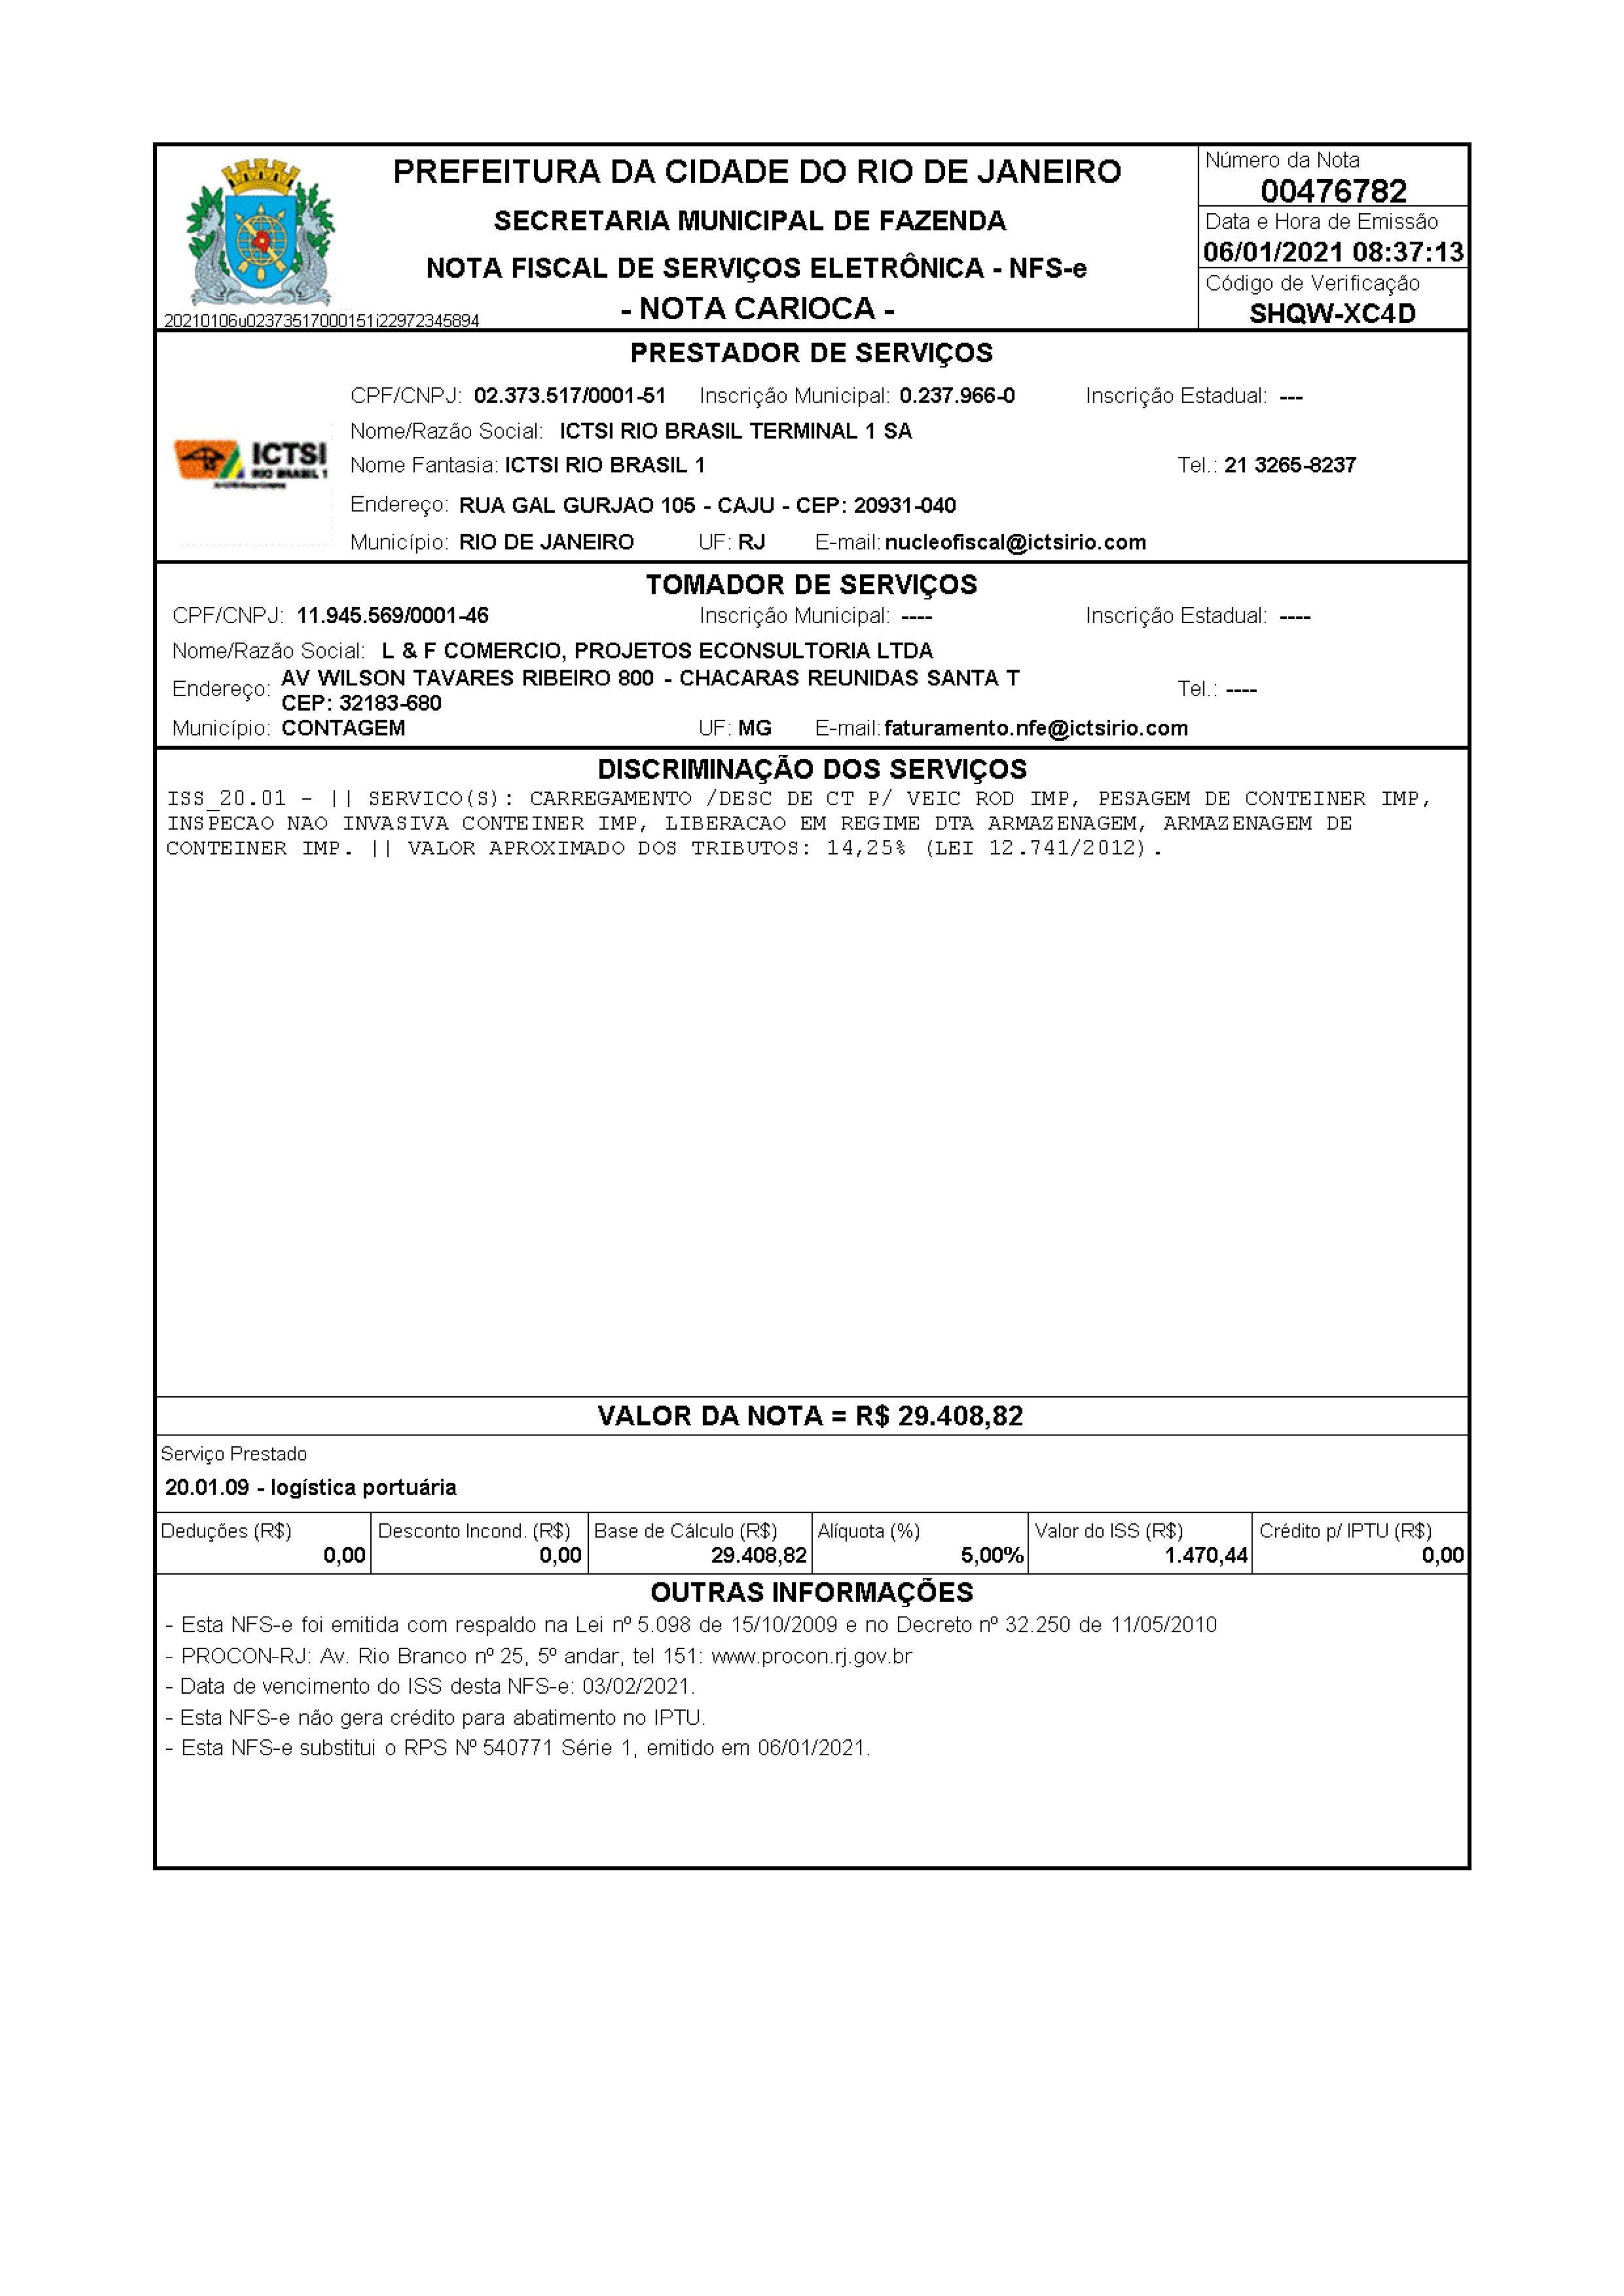 PREFEITURA DA CIDADE DO RIO DE JANEIRO
SECRETARIA MUNICIPAL DE FAZENDA
NOTA FISCAL DE SERVIÇOS ELETRÔNICA - NFS-e
- NOTA CARIOCA -
20210106u02373517000151i22972345894
Número da Nota
00476782
Data e Hora de Emissão
06/01/2021 08:37:13
Código de Verificação
SHQW-XC4D
PRESTADOR DE SERVIÇOS
ICTSI
RIO BRASIL 1
CPF/CNPJ: 02.373.517/0001-51 Inscrição Municipal: 0.237.966-0 Inscrição Estadual: ---
Nome/Razão Social: ICTSI RIO BRASIL TERMINAL 1 SA
Nome Fantasia: ICTSI RIO BRASIL 1 Tel.: 21 3265-8237
Endereço: RUA GAL GURJAO 105 - CAJU - CEP: 20931-040
Município: RIO DE JANEIRO UF: RJ E-mail: nucleofiscal@ictsirio.com
TOMADOR DE SERVIÇOS
CPF/CNPJ: 11.945.569/0001-46 Inscrição Municipal: ---- Inscrição Estadual: ----
Nome/Razão Social: L & F COMERCIO, PROJETOS ECONSULTORIA LTDA
Endereço: AV WILSON TAVARES RIBEIRO 800 - CHACARAS REUNIDAS SANTA T
CEP: 32183-680 Tel.: ----
Município: CONTAGEM UF: MG E-mail: faturamento.nfe@ictsirio.com
DISCRIMINAÇÃO DOS SERVIÇOS
ISS_20.01 - || SERVICO(S): CARREGAMENTO /DESC DE CT P/ VEIC ROD IMP, PESAGEM DE CONTEINER IMP,
INSPECAO NAO INVASIVA CONTEINER IMP, LIBERACAO EM REGIME DTA ARMAZENAGEM, ARMAZENAGEM DE
CONTEINER IMP. || VALOR APROXIMADO DOS TRIBUTOS: 14,25% (LEI 12.741/2012).
VALOR DA NOTA = R$ 29.408,82
Serviço Prestado
20.01.09 - logística portuária
Deduções (R$) Desconto Incond. (R$) Base de Cálculo (R$) Alíquota (%) Valor do ISS (R$) Crédito p/ IPTU (R$)
0,00 0,00 29.408,82 5,00% 1.470,44 0,00
OUTRAS INFORMAÇÕES
- Esta NFS-e foi emitida com respaldo na Lei nº 5.098 de 15/10/2009 e no Decreto nº 32.250 de 11/05/2010
- PROCON-RJ: Av. Rio Branco nº 25, 5º andar, tel 151: www.procon.rj.gov.br
- Data de vencimento do ISS desta NFS-e: 03/02/2021.
- Esta NFS-e não gera crédito para abatimento no IPTU.
- Esta NFS-e substitui o RPS Nº 540771 Série 1, emitido em 06/01/2021.